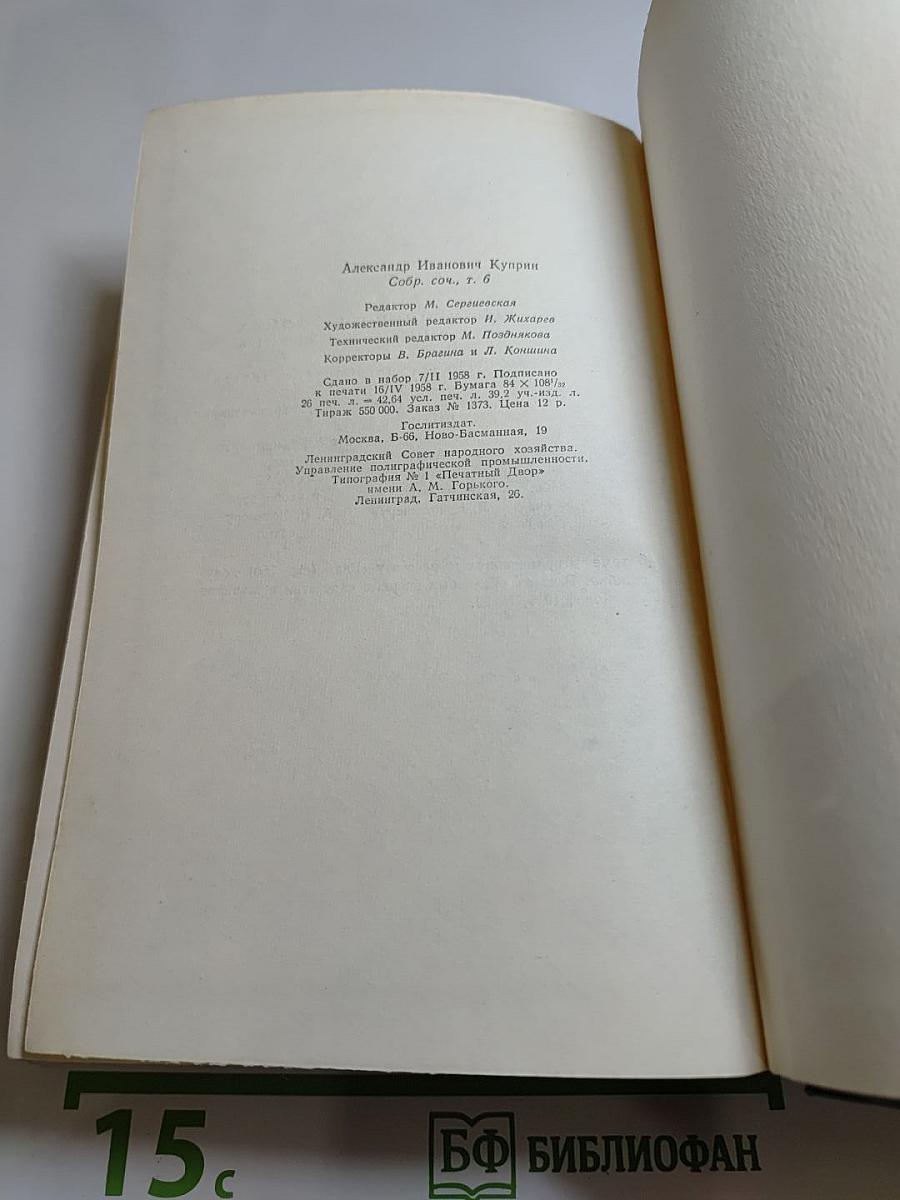 Александр Иванович Куприн
Собр. соч., т. 6
Редактор М. Сергиевская
Художественный редактор И. Жихарев
Технический редактор М. Позднякова
Корректоры В. Брагина и Л. Коншина
Сдано в набор 7/II 1958 г. Подписано
к печати 16/IV 1958 г. Бумага 84 × 108¹/₃₂
26 печ. л. = 42,64 усл. печ. л. 39,2 уч.-изд. л.
Тираж 550 000. Заказ № 1373. Цена 12 р.
Гослитиздат.
Москва, Б-66, Ново-Басманная, 19
Ленинградский Совет народного хозяйства.
Управление полиграфической промышленности.
Типография № 1 «Печатный Двор»
имени А. М. Горького.
Ленинград, Гатчинская, 26.
15 с
БФ БИБЛИОФАН